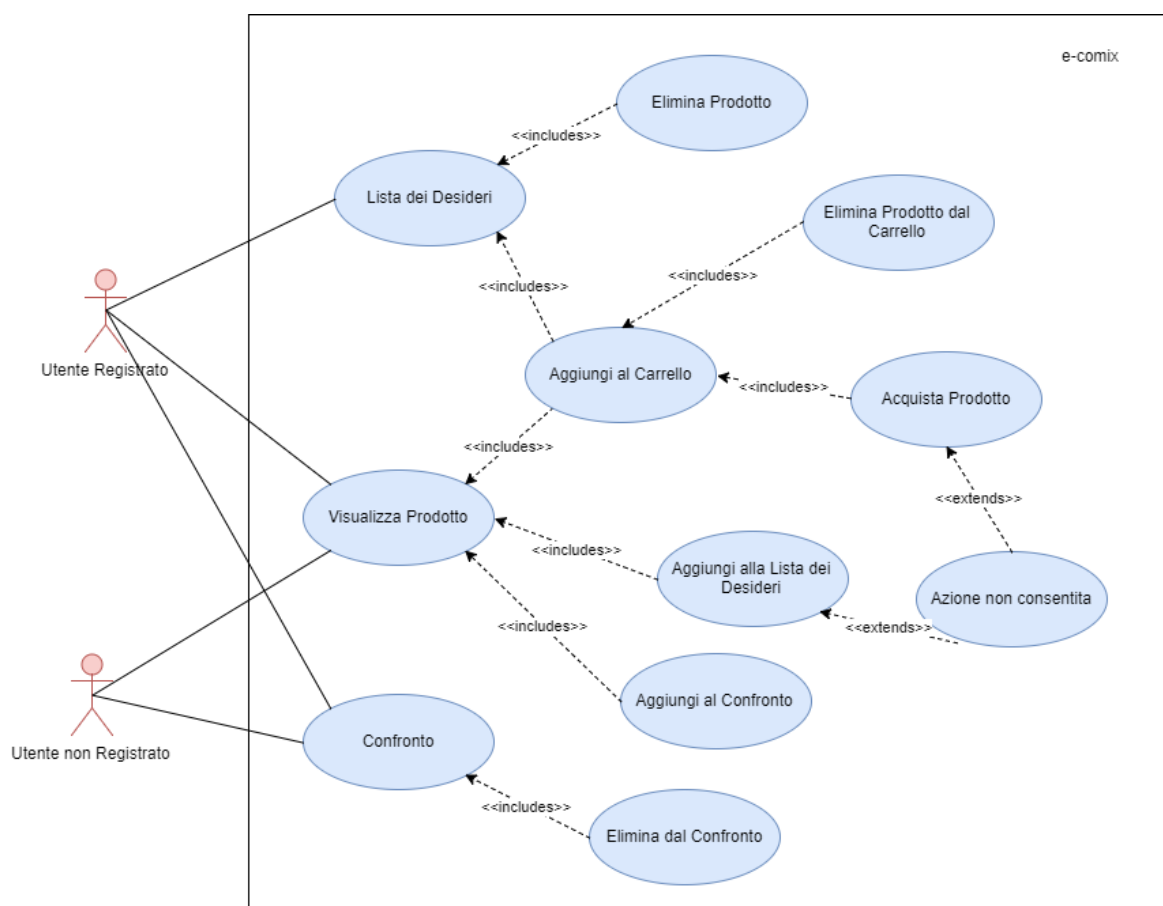 e-comix
Elimina Prodotto
<<includes>>
Lista dei Desideri
Elimina Prodotto dal
Carrello
<<includes>>
<<includes>>
Utente Registrato
Aggiungi al Carrello
<<includes>>
Acquista Prodotto
<<includes>>
<<extends>>
Visualizza Prodotto
<<includes>>
Aggiungi alla Lista dei
Desideri
Azione non consentita
<<extends>>
<<includes>>
Aggiungi al Confronto
Utente non Registrato
Confronto
<<includes>>
Elimina dal Confronto